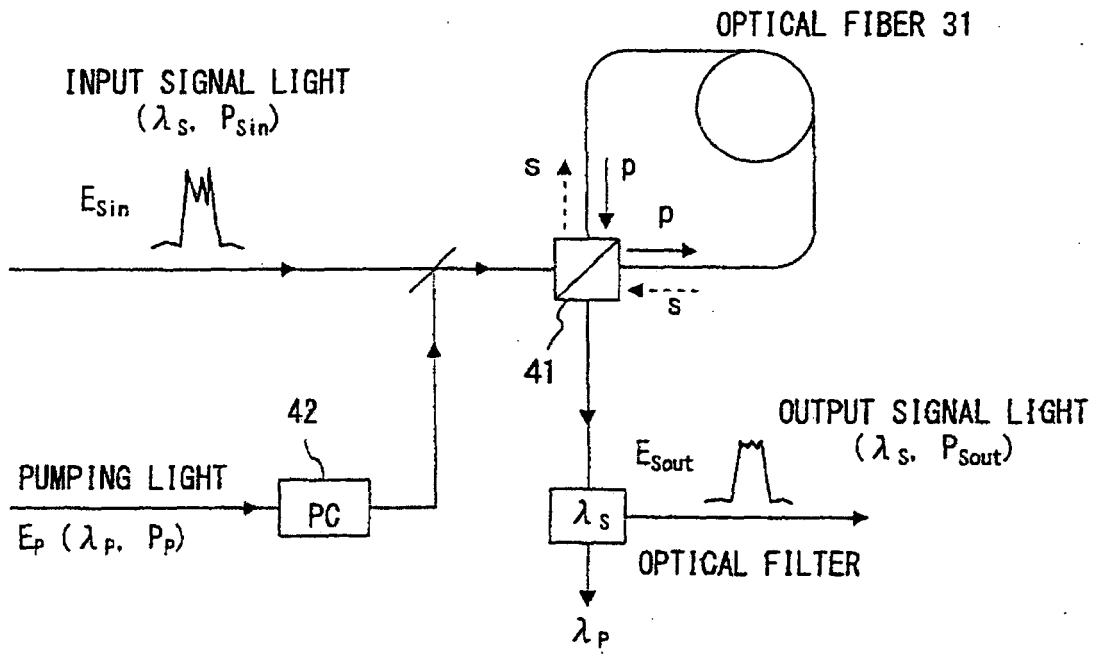 OPTICAL FIBER 31
INPUT SIGNAL LIGHT
(λs, PSin)
ESin
s
p
p
s
41
42
PUMPING LIGHT
PC
EP (λP, PP)
OUTPUT SIGNAL LIGHT
(λs, PSout)
ESout
λs
OPTICAL FILTER
λP